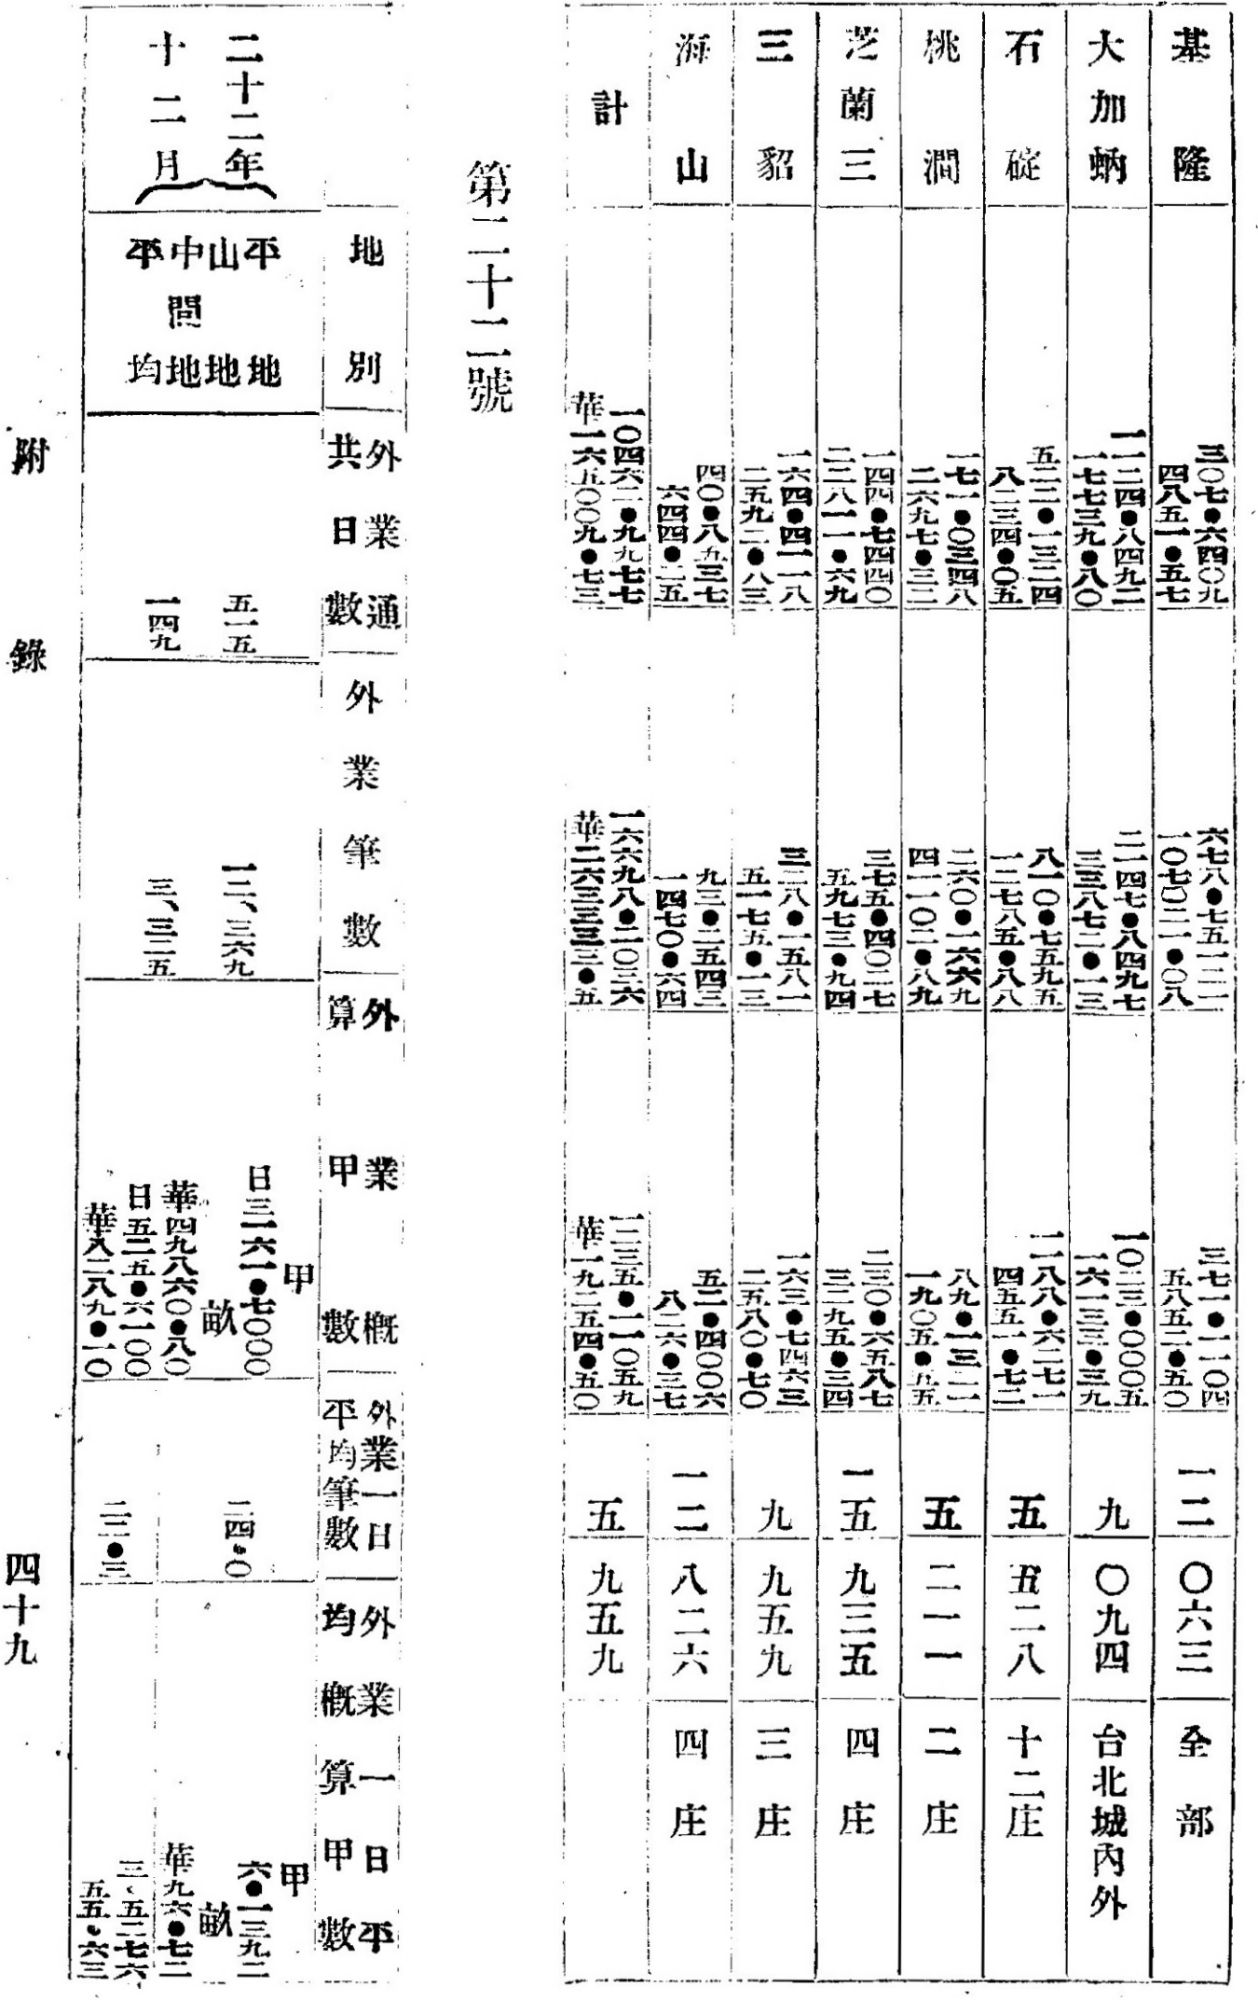 基隆 三〇七●六四〇九 四八五一●五七 六七八●七五一二一 一〇七〇二一●〇八 三七一●一一〇四 五八五二●五〇 一二 〇六三 全部
大加蚋 一一二四●八四九二 一七七三九●八〇 二一四七●八四九七 三三八七二●一三 一〇二三●〇〇〇五 一六一三三●三九 九 〇九四 台北城內外
石碇 五二二●一三二四 八二三四●〇五 八一〇●七五九五 一二七八五●八八 二八八●六二七一 四五五一●七二 五 五二八 十二庄
桃澗 一七一●〇三四八 二六九七●三二 二六〇●一六六九 四一一〇二●八九 八九●一三二一 一九〇五●五五 五 二一一 二庄
芝蘭三 一四四●七四四〇 二二八一一●六九 三七五●四〇二七 五九七三●九四 二三〇●六五八七 三二九五●三四 一五 九三五 四庄
三貂 一六四●四一一八 二五九二●八三 三二八●一五八一 五一七五●一三 一六三●七四六三 二五八〇●七〇 九 九五九 三庄
海山 四〇●八五三七 六四四●二五 九三●二五四三 一四七〇●六四 五二●四〇〇六 八二六●三七 一二 八二六 四庄
計 一〇四六二●九九七七 華一六五〇〇九●七三 一六六九八●二〇三六 華二六三三三三●五 二三五●一一〇五九 華一九二五四●五〇 五 九五九
第二十二號
地別 外業通共日數 外業筆數 外業概算甲數 外業一日平均筆數 外業一日平均概算甲數
二十二年十二月
平地 五一五 一二、三六九 甲 日三一六一●七〇〇〇 二四●〇 甲 六●一三九二
山地 畝 華四九八六〇●八〇 畝 華九六●七二
中間地 一四九 三、三二五 日五二五●六一〇〇 二二●三 三、五二七六
平均 華八二八九●一〇 五五、六三
附錄
四十九